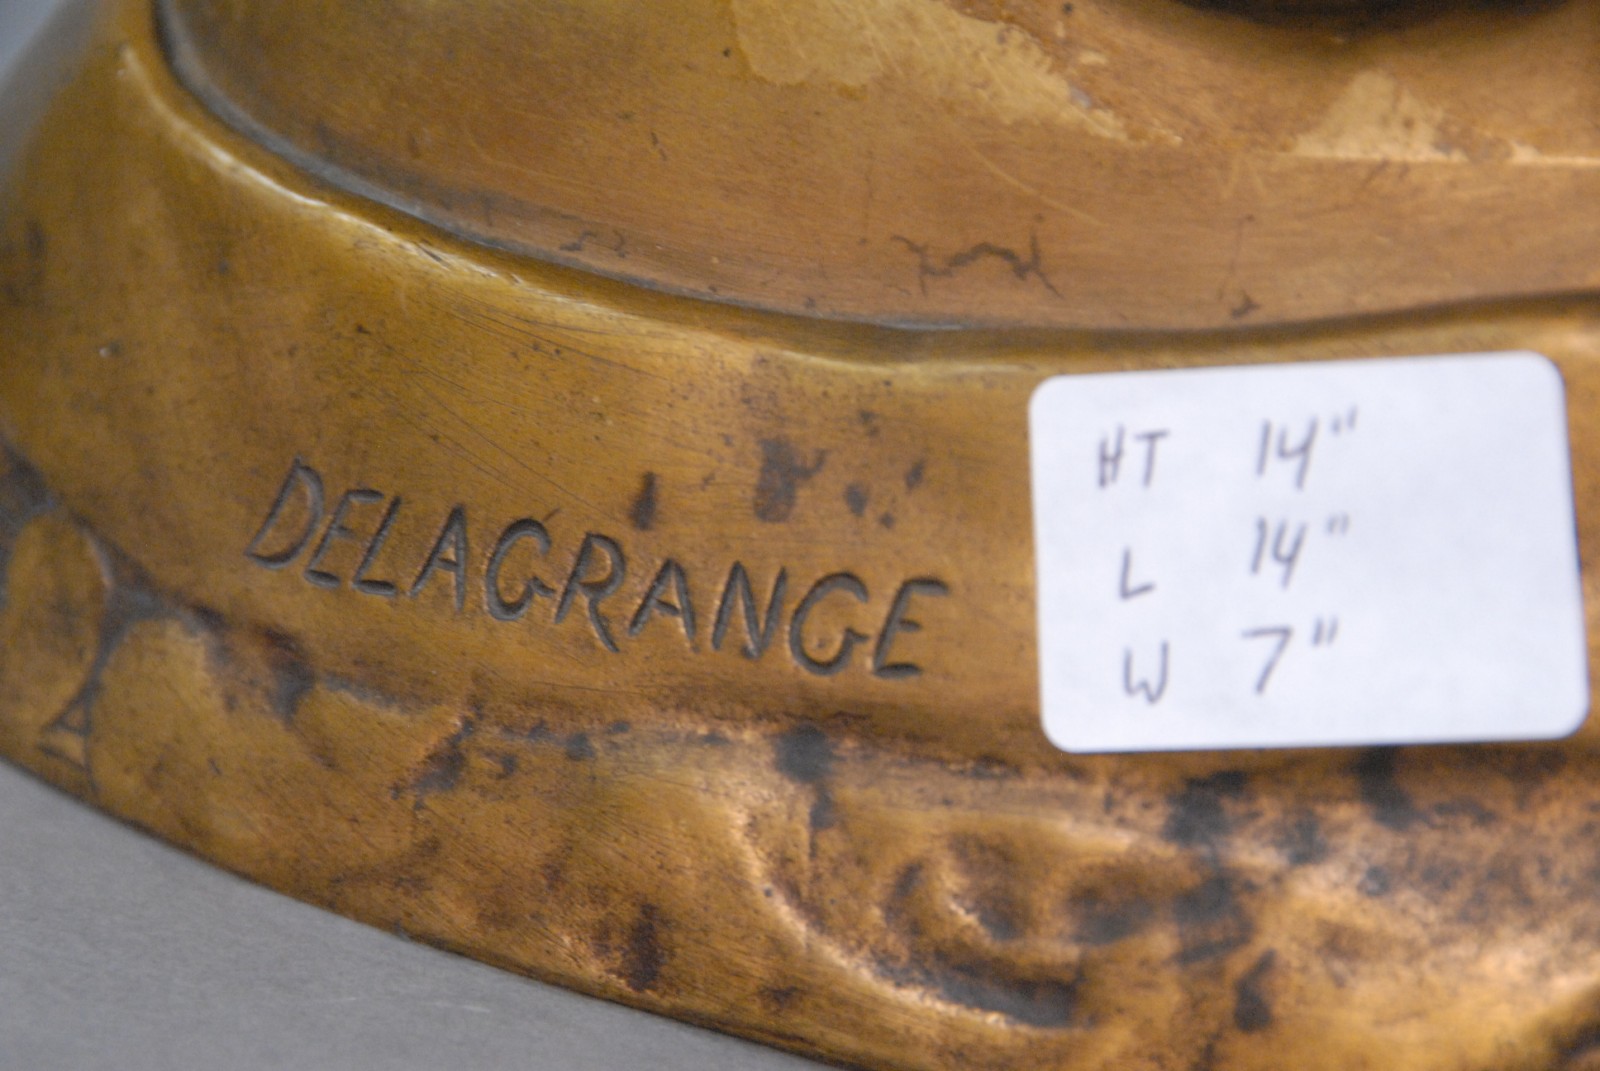 DELAGRANGE
HT 14"
L 14"
W 7"